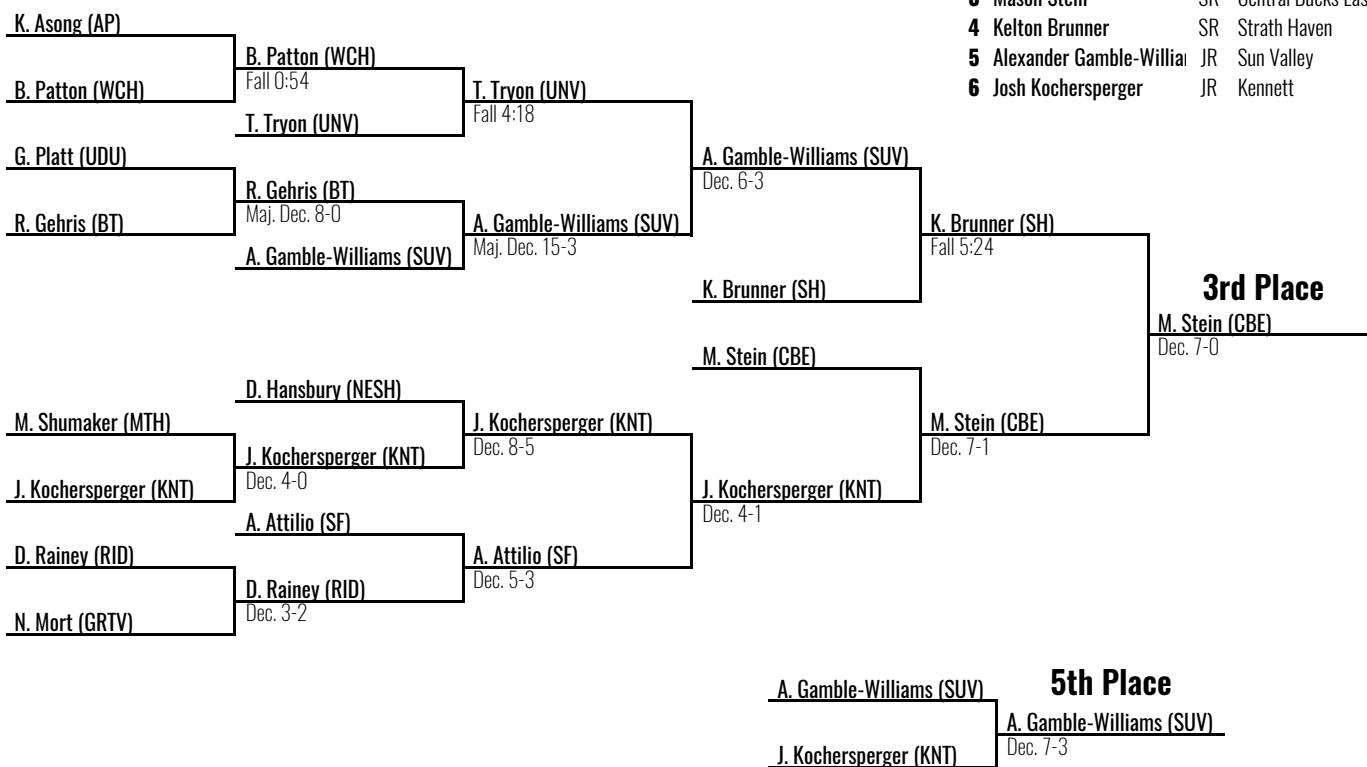 3 Mason Stein SR Central Bucks Eas
4 Kelton Brunner SR Strath Haven
5 Alexander Gamble-Willia JR Sun Valley
6 Josh Kochersperger JR Kennett
K. Asong (AP)
B. Patton (WCH)
G. Platt (UDU)
R. Gehris (BT)
B. Patton (WCH)
Fall 0:54
T. Tryon (UNV)
R. Gehris (BT)
Maj. Dec. 8-0
A. Gamble-Williams (SUV)
T. Tryon (UNV)
Fall 4:18
A. Gamble-Williams (SUV)
Maj. Dec. 15-3
A. Gamble-Williams (SUV)
Dec. 6-3
K. Brunner (SH)
K. Brunner (SH)
Fall 5:24
M. Shumaker (MTH)
J. Kochersperger (KNT)
D. Rainey (RID)
N. Mort (GRTV)
D. Hansbury (NESH)
J. Kochersperger (KNT)
Dec. 4-0
A. Attilio (SF)
D. Rainey (RID)
Dec. 3-2
J. Kochersperger (KNT)
Dec. 8-5
A. Attilio (SF)
Dec. 5-3
M. Stein (CBE)
J. Kochersperger (KNT)
Dec. 4-1
M. Stein (CBE)
Dec. 7-1
3rd Place
M. Stein (CBE)
Dec. 7-0
5th Place
A. Gamble-Williams (SUV)
J. Kochersperger (KNT)
A. Gamble-Williams (SUV)
Dec. 7-3